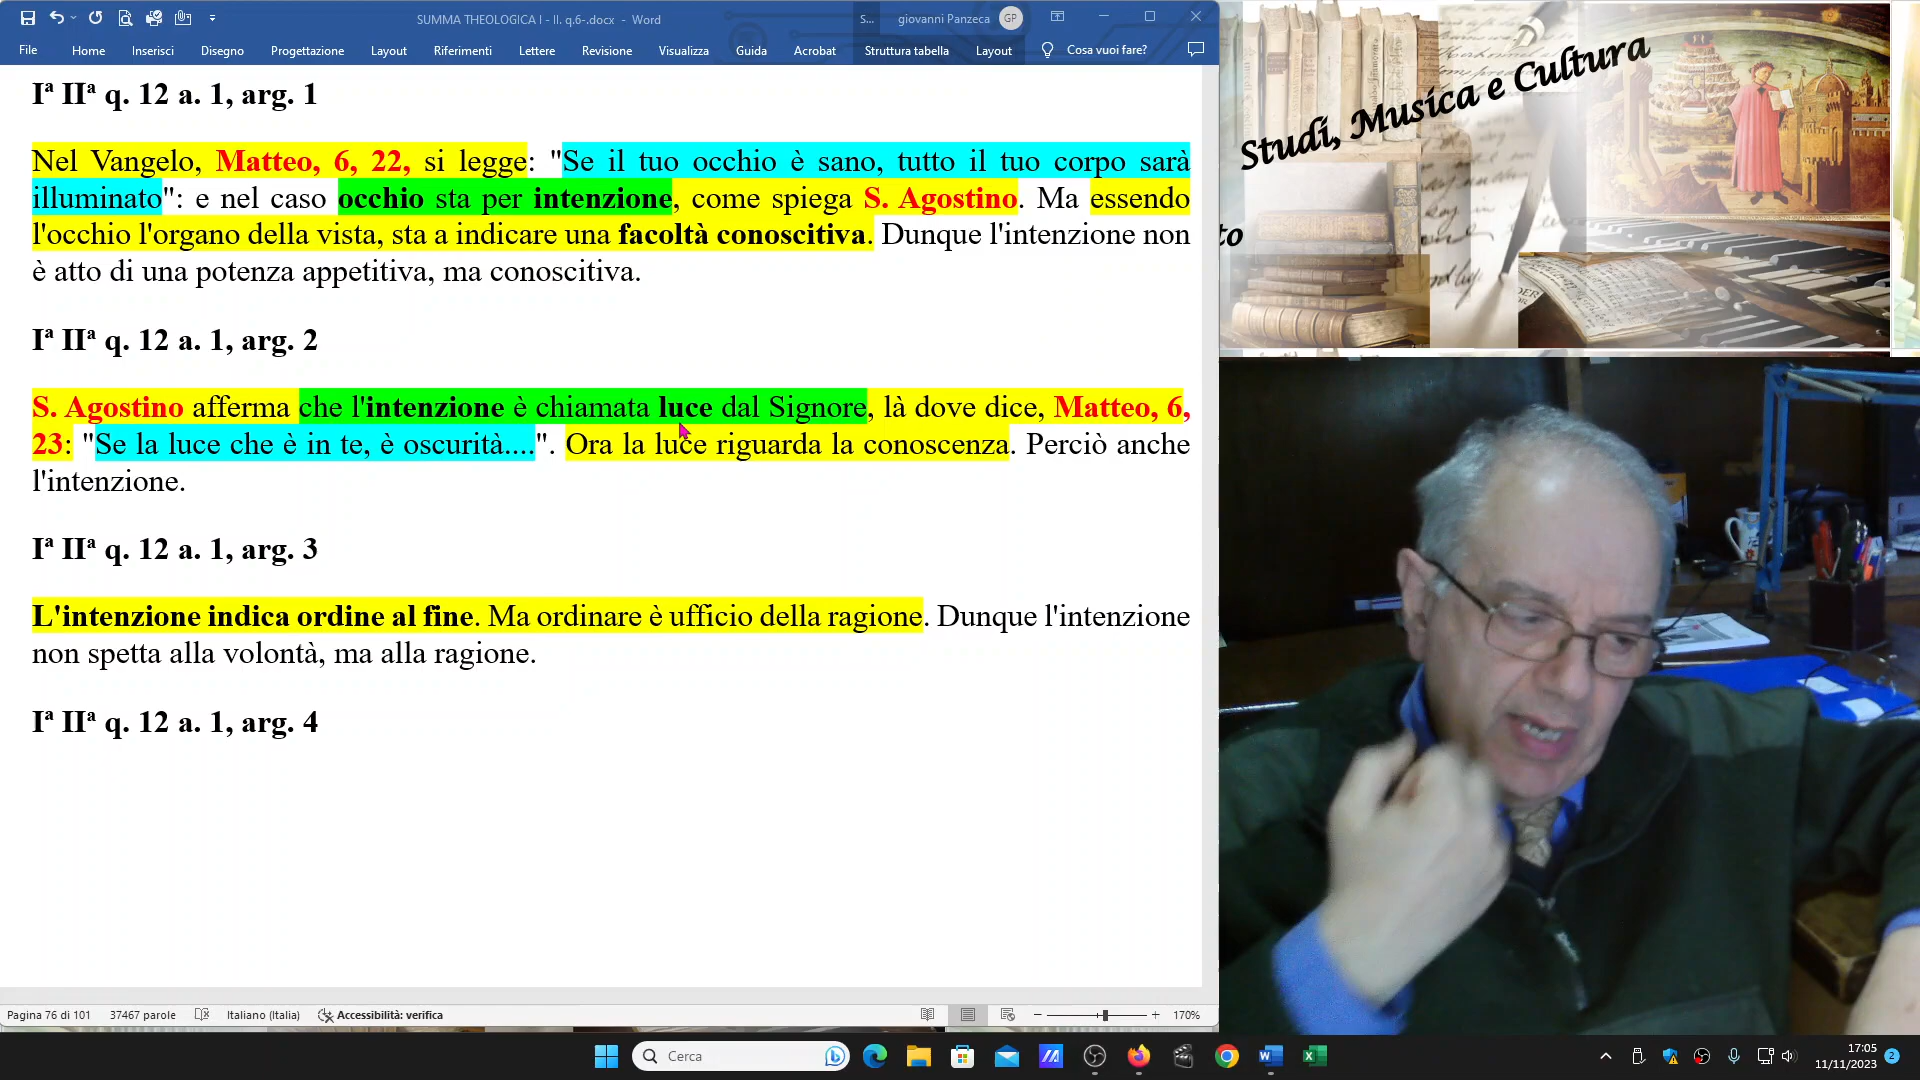 SUMMA THEOLOGICA I - II. q.6-.docx - Word
S...
giovanni Panzeca
GP
File Home Inserisci Disegno Progettazione Layout Riferimenti Lettere Revisione Visualizza Guida Acrobat Struttura tabella Layout Cosa vuoi fare?
Iª IIª q. 12 a. 1, arg. 1
Nel Vangelo, Matteo, 6, 22, si legge: "Se il tuo occhio è sano, tutto il tuo corpo sarà
illuminato": e nel caso occhio sta per intenzione, come spiega S. Agostino. Ma essendo
l'occhio l'organo della vista, sta a indicare una facoltà conoscitiva. Dunque l'intenzione non
è atto di una potenza appetitiva, ma conoscitiva.
Iª IIª q. 12 a. 1, arg. 2
S. Agostino afferma che l'intenzione è chiamata luce dal Signore, là dove dice, Matteo, 6,
23: "Se la luce che è in te, è oscurità....". Ora la luce riguarda la conoscenza. Perciò anche
l'intenzione.
Iª IIª q. 12 a. 1, arg. 3
L'intenzione indica ordine al fine. Ma ordinare è ufficio della ragione. Dunque l'intenzione
non spetta alla volontà, ma alla ragione.
Iª IIª q. 12 a. 1, arg. 4
Pagina 76 di 101 37467 parole Italiano (Italia) Accessibilità: verifica 170%
Studi, Musica e Cultura
to
Cerca
17:05
11/11/2023
2